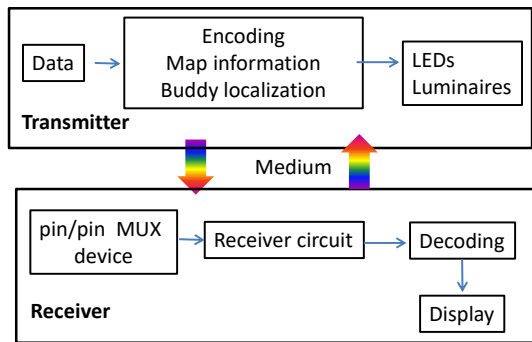 Data
Encoding
Map information
Buddy localization
LEDs
Luminaires
Transmitter
Medium
pin/pin MUX
device
Receiver circuit
Decoding
Display
Receiver